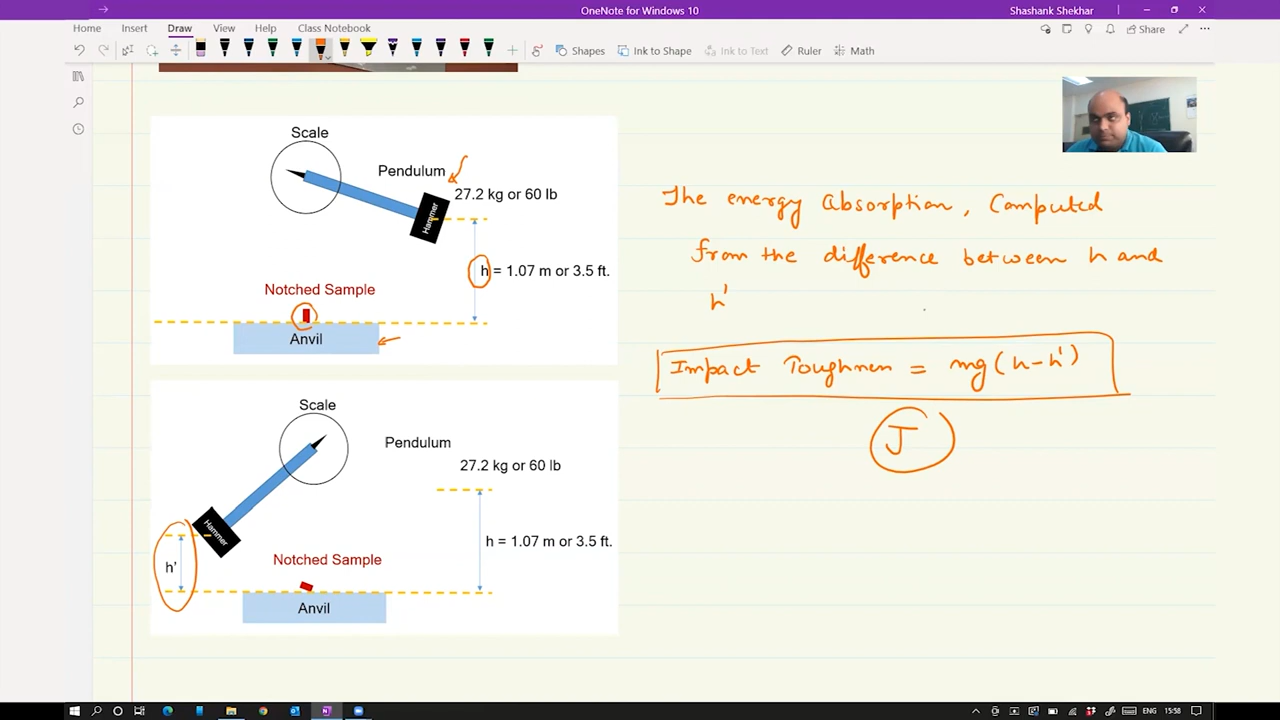 OneNote for Windows 10
Shashank Shekhar
Home Insert Draw View Help Class Notebook
Share
Shapes Ink to Shape Ink to Text Ruler Math
Scale
Pendulum
27.2 kg or 60 lb
Hammer
h = 1.07 m or 3.5 ft.
Notched Sample
Anvil
Scale
Pendulum
27.2 kg or 60 lb
Hammer
h = 1.07 m or 3.5 ft.
h'
Notched Sample
Anvil
The energy Absorption, Computed
from the difference between h and
h'
Impact Toughness = mg(h-h')
J
ENG 15:58